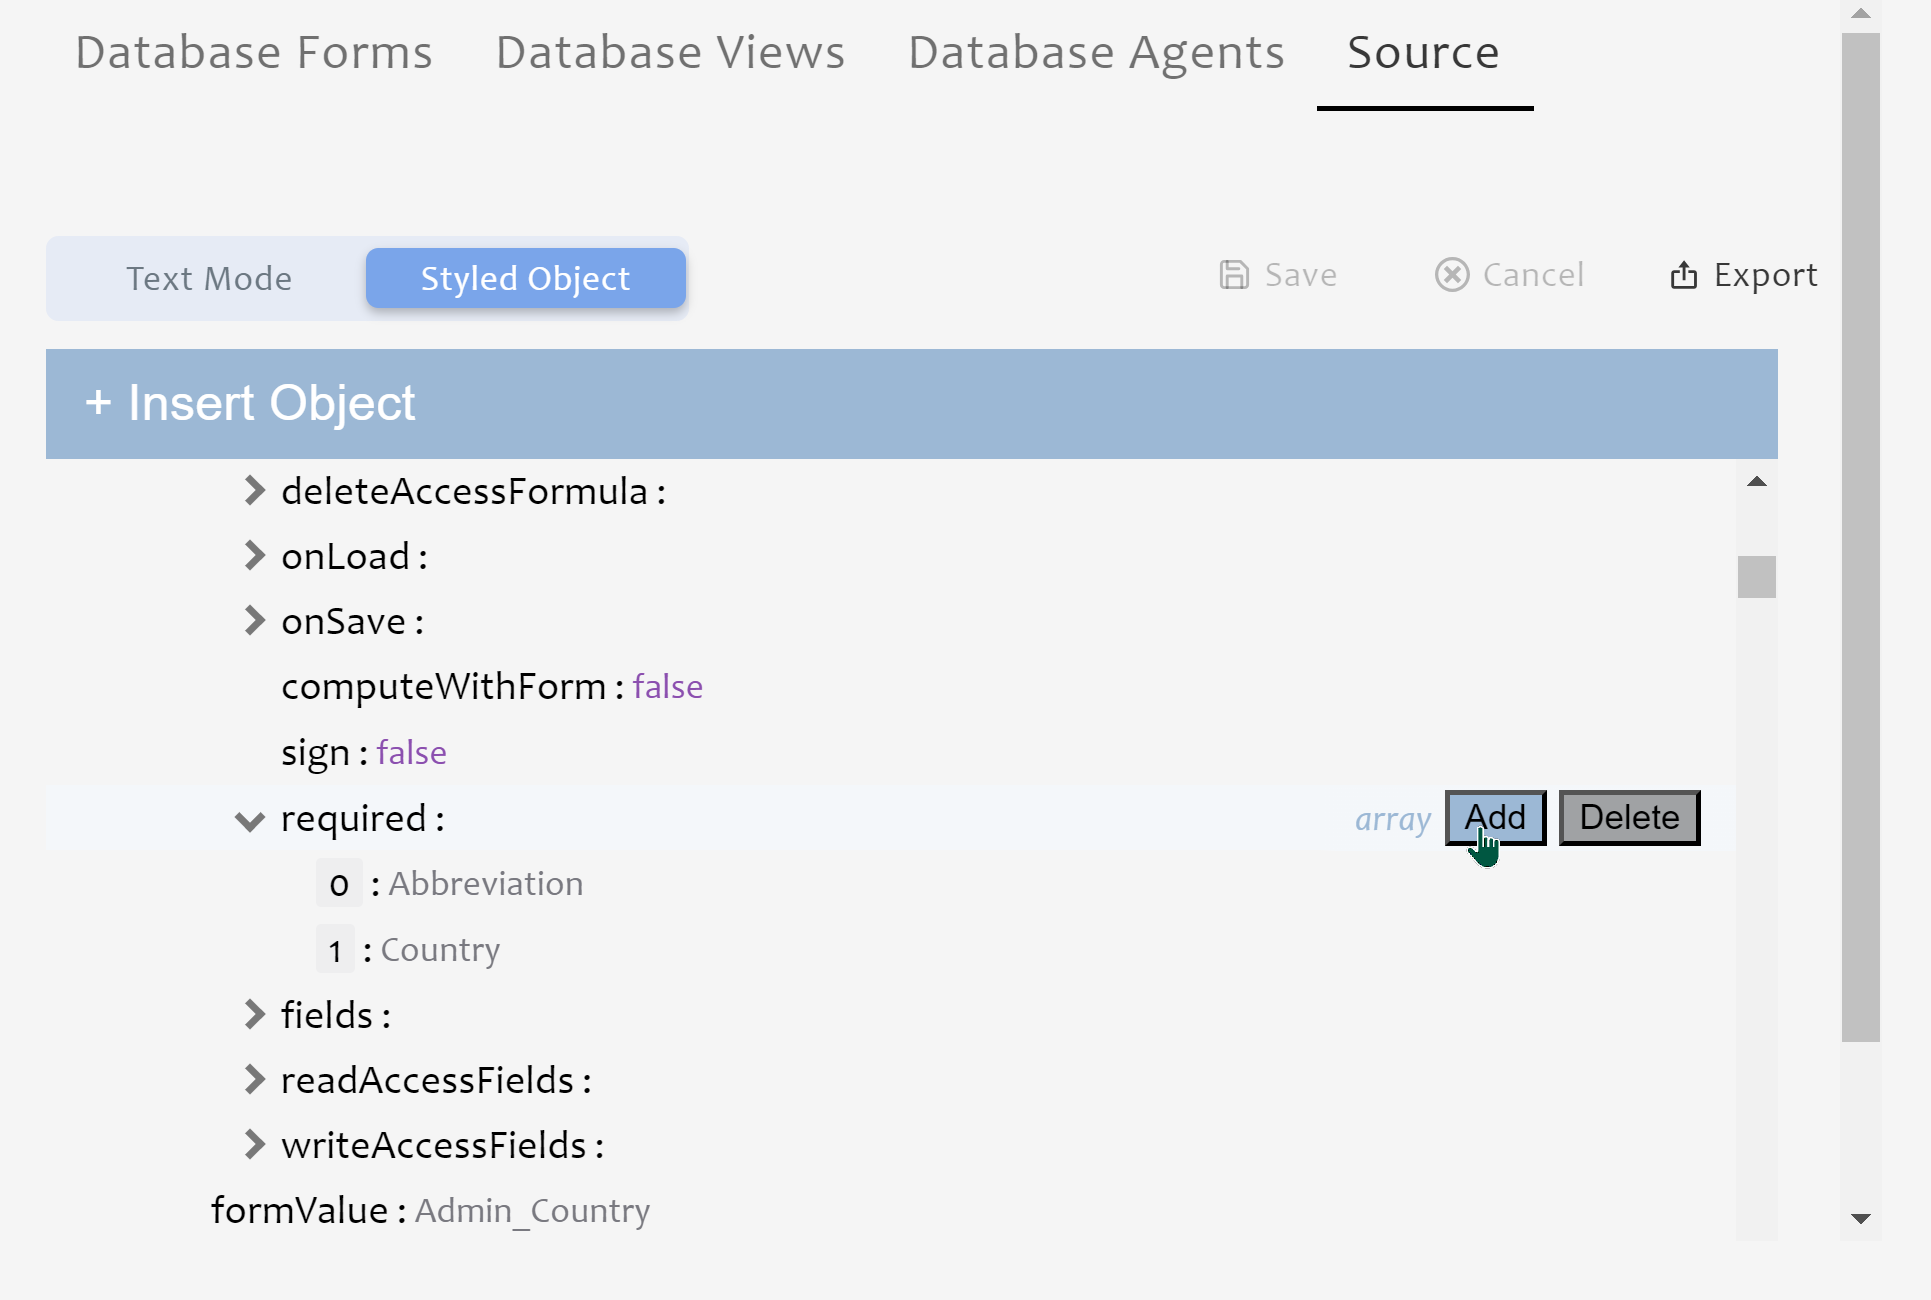 Database Forms Database Views Database Agents Source
Text Mode Styled Object Save Cancel Export
+ Insert Object
deleteAccessFormula :
onLoad :
onSave :
computeWithForm : false
sign : false
required : array Add Delete
0 : Abbreviation
1 : Country
fields :
readAccessFields :
writeAccessFields :
formValue : Admin_Country